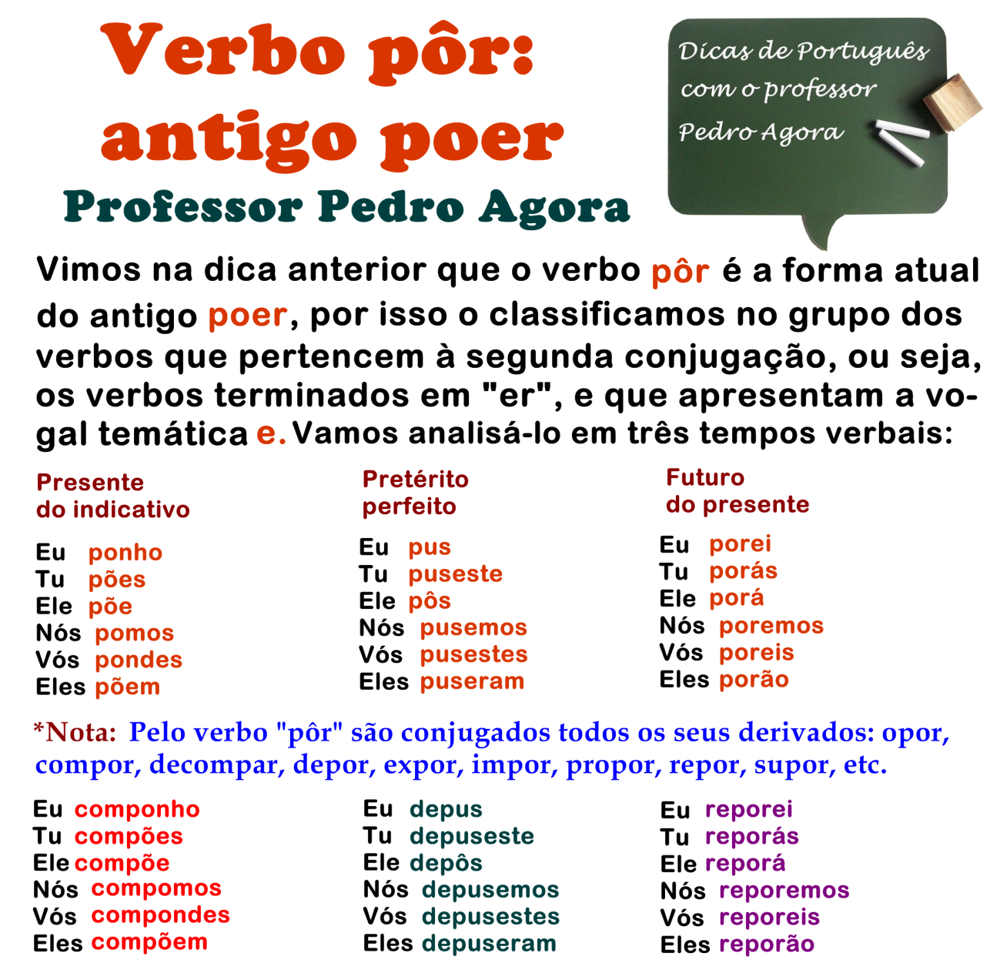 Verbo pôr:
antigo poer
Professor Pedro Agora
Dicas de Português
com o professor
Pedro Agora
Vimos na dica anterior que o verbo pôr é a forma atual
do antigo poer, por isso o classificamos no grupo dos
verbos que pertencem à segunda conjugação, ou seja,
os verbos terminados em "er", e que apresentam a vo-
gal temática e. Vamos analisá-lo em três tempos verbais:
Presente
do indicativo
Eu ponho
Tu pões
Ele põe
Nós pomos
Vós pondes
Eles põem
Pretérito
perfeito
Eu pus
Tu puseste
Ele pôs
Nós pusemos
Vós pusestes
Eles puseram
Futuro
do presente
Eu porei
Tu porás
Ele porá
Nós poremos
Vós poreis
Eles porão
*Nota: Pelo verbo "pôr" são conjugados todos os seus derivados: opor,
compor, decompar, depor, expor, impor, propor, repor, supor, etc.
Eu componho
Tu compões
Ele compõe
Nós compomos
Vós compondes
Eles compõem
Eu depus
Tu depuseste
Ele depôs
Nós depusemos
Vós depusestes
Eles depuseram
Eu reporei
Tu reporás
Ele reporá
Nós reporemos
Vós reporeis
Eles reporão